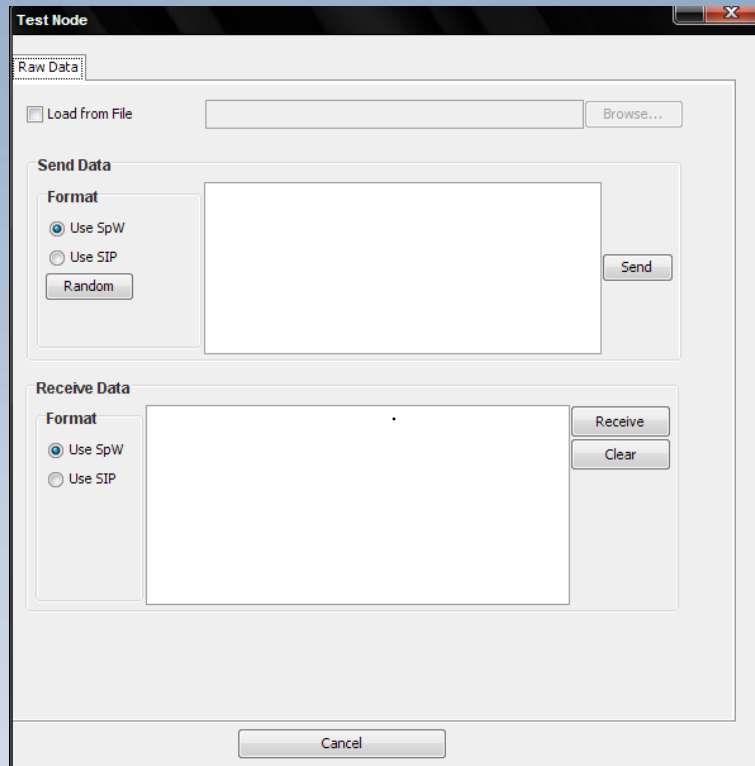 Test Node
Raw Data
Load from File
Browse...
Send Data
Format
Use SpW
Use SIP
Random
Send
Receive Data
Format
Use SpW
Use SIP
Receive
Clear
Cancel